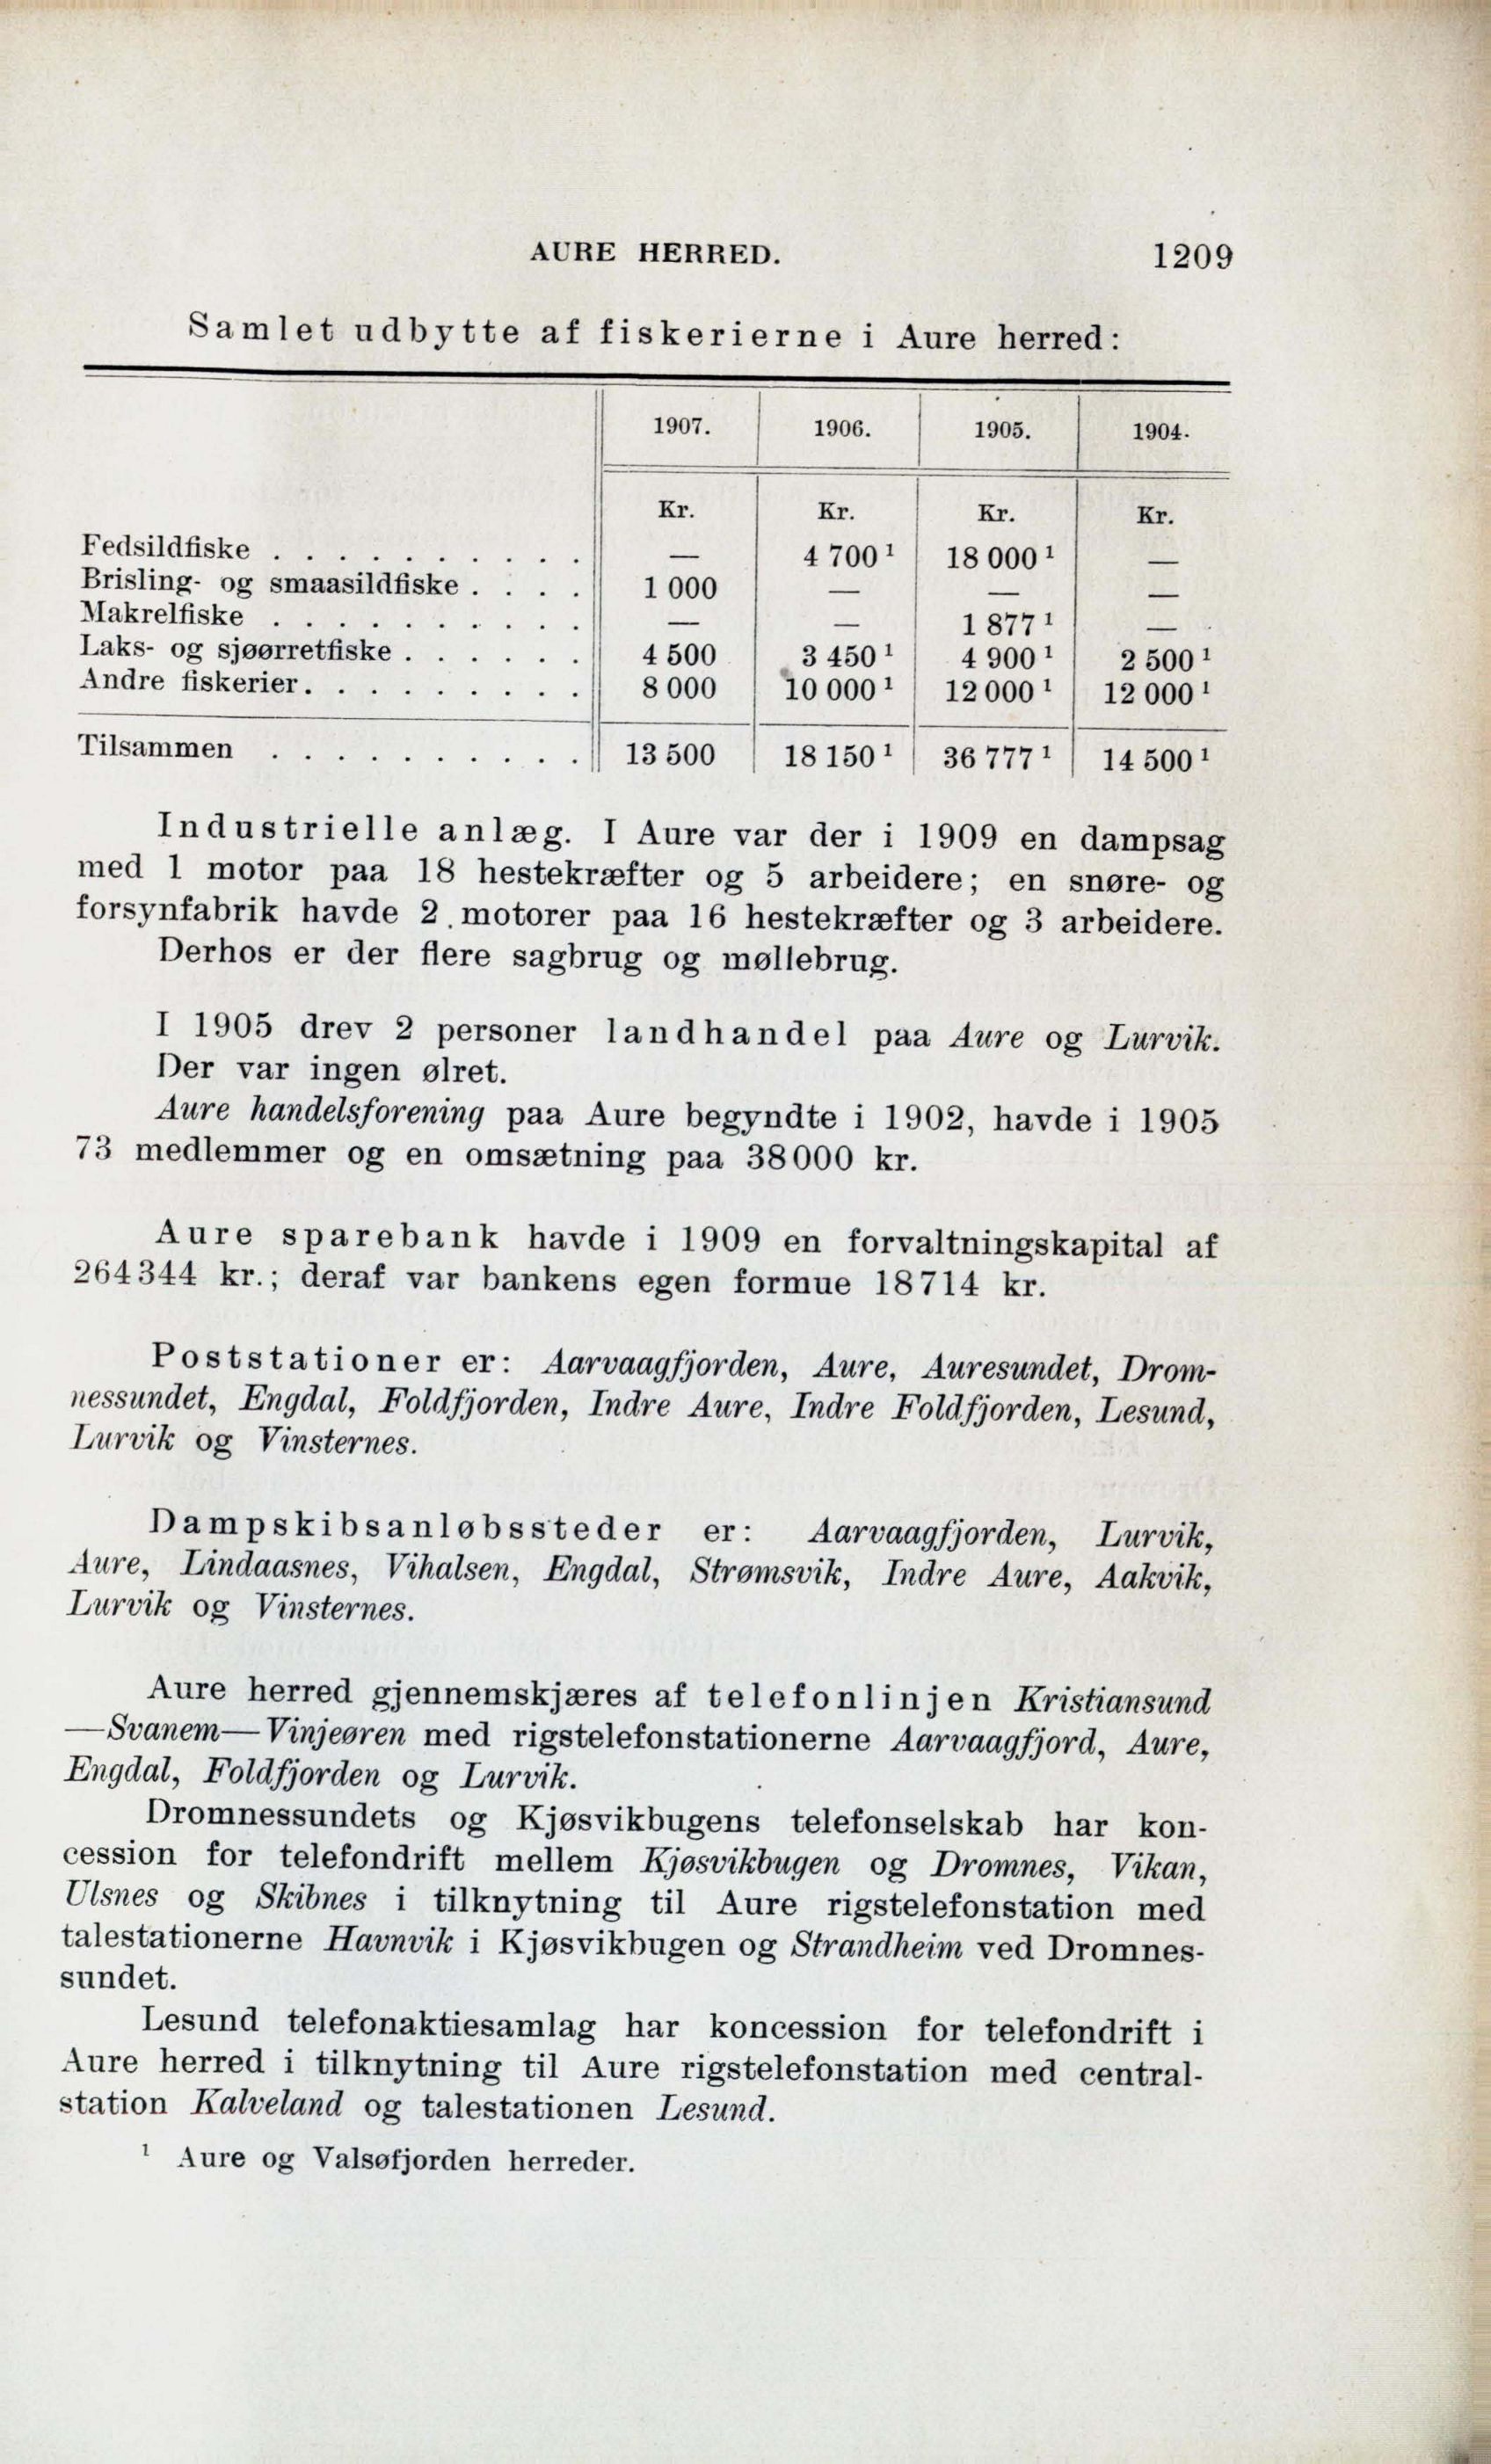 AURE HERRED. 1209
Samlet udbytte af fiskerierne i Aure herred:
1907. 1906. 1905. 1904.
Kr. Kr. Kr. Kr.
Fedsildfiske . . . . . . . . . . — 4 700 ¹ 18 000 ¹ —
Brisling- og smaasildfiske . . . . 1 000 — — —
Makrelfiske . . . . . . . . . . — — 1 877 ¹ —
Laks- og sjøørretfiske . . . . . . 4 500 3 450 ¹ 4 900 ¹ 2 500 ¹
Andre fiskerier. . . . . . . . . . 8 000 10 000 ¹ 12 000 ¹ 12 000 ¹
Tilsammen . . . . . . . . . . 13 500 18 150 ¹ 36 777 ¹ 14 500 ¹
Industrielle anlæg. I Aure var der i 1909 en dampsag
med 1 motor paa 18 hestekræfter og 5 arbeidere; en snøre- og
forsynfabrik havde 2 motorer paa 16 hestekræfter og 3 arbeidere.
Derhos er der flere sagbrug og møllebrug.
I 1905 drev 2 personer landhandel paa Aure og Lurvik.
Der var ingen ølret.
Aure handelsforening paa Aure begyndte i 1902, havde i 1905
73 medlemmer og en omsætning paa 38 000 kr.
Aure sparebank havde i 1909 en forvaltningskapital af
264 344 kr.; deraf var bankens egen formue 18 714 kr.
Poststationer er: Aarvaagfjorden, Aure, Auresundet, Drom-
nessundet, Engdal, Foldfjorden, Indre Aure, Indre Foldfjorden, Lesund,
Lurvik og Vinsternes.
Dampskibsanløbssteder er: Aarvaagfjorden, Lurvik,
Aure, Lindaasnes, Vihalsen, Engdal, Strømsvik, Indre Aure, Aakvik,
Lurvik og Vinsternes.
Aure herred gjennemskjæres af telefonlinjen Kristiansund
—Svanem—Vinjeøren med rigstelefonstationerne Aarvaagfjord, Aure,
Engdal, Foldfjorden og Lurvik.
Dromnessundets og Kjøsvikbugens telefonselskab har kon-
cession for telefondrift mellem Kjøsvikbugen og Dromnes, Vikan,
Ulsnes og Skibnes i tilknytning til Aure rigstelefonstation med
talestationerne Havnvik i Kjøsvikbugen og Strandheim ved Dromnes-
sundet.
Lesund telefonaktiesamlag har koncession for telefondrift i
Aure herred i tilknytning til Aure rigstelefonstation med central-
station Kalveland og talestationen Lesund.
¹ Aure og Valsøfjorden herreder.